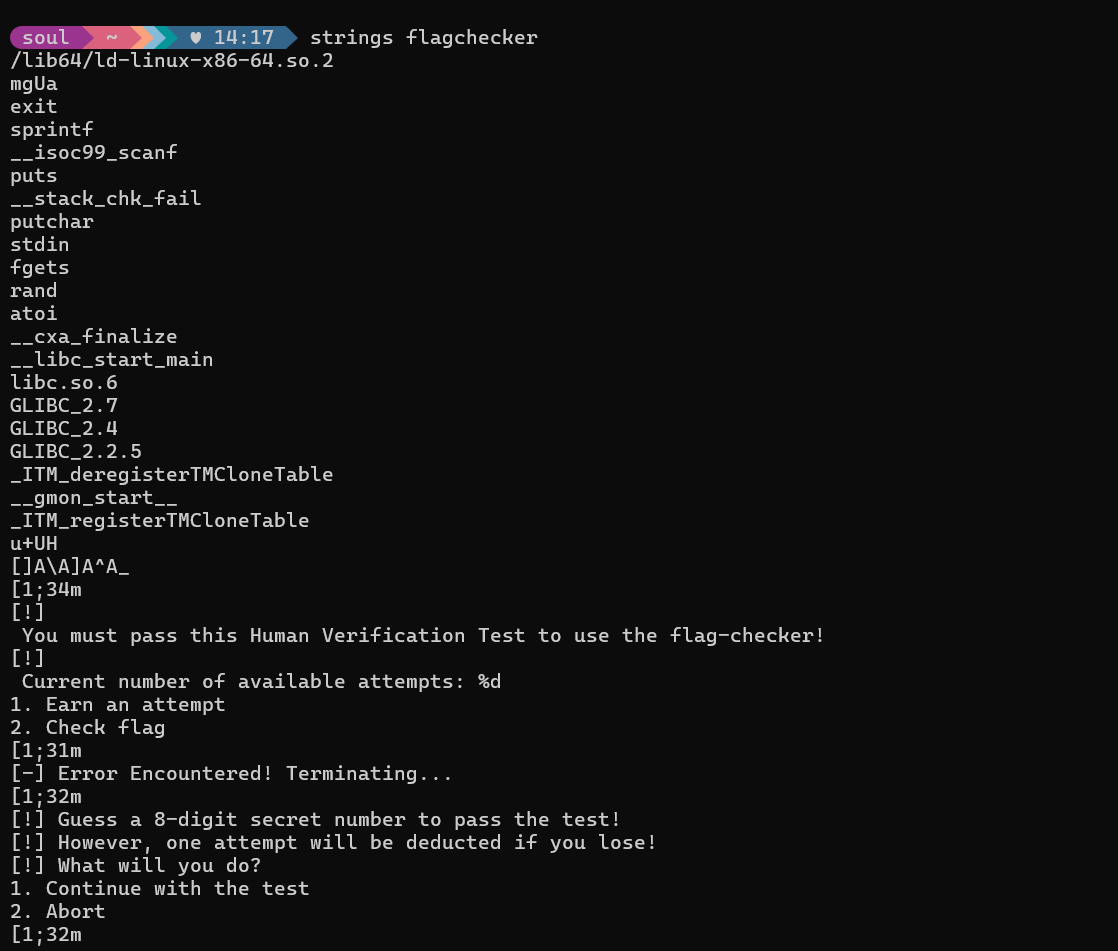 soul ~ ♥ 14:17 strings flagchecker
/lib64/ld-linux-x86-64.so.2
mgUa
exit
sprintf
__isoc99_scanf
puts
__stack_chk_fail
putchar
stdin
fgets
rand
atoi
__cxa_finalize
__libc_start_main
libc.so.6
GLIBC_2.7
GLIBC_2.4
GLIBC_2.2.5
_ITM_deregisterTMCloneTable
__gmon_start__
_ITM_registerTMCloneTable
u+UH
[]A\A]A^A_
[1;34m
[!]
 You must pass this Human Verification Test to use the flag-checker!
[!]
 Current number of available attempts: %d
1. Earn an attempt
2. Check flag
[1;31m
[-] Error Encountered! Terminating...
[1;32m
[!] Guess a 8-digit secret number to pass the test!
[!] However, one attempt will be deducted if you lose!
[!] What will you do?
1. Continue with the test
2. Abort
[1;32m